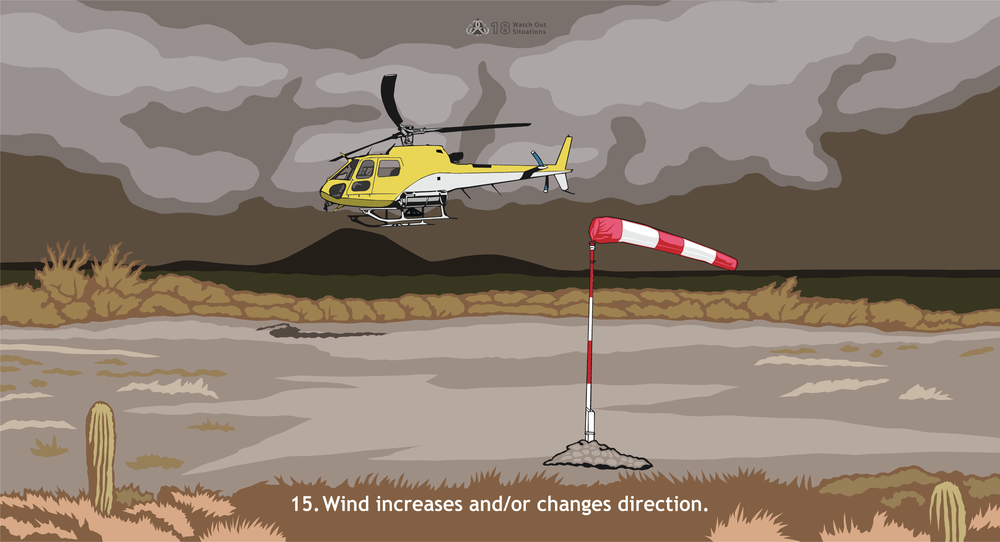 18 Watch Out
Situations
15. Wind increases and/or changes direction.